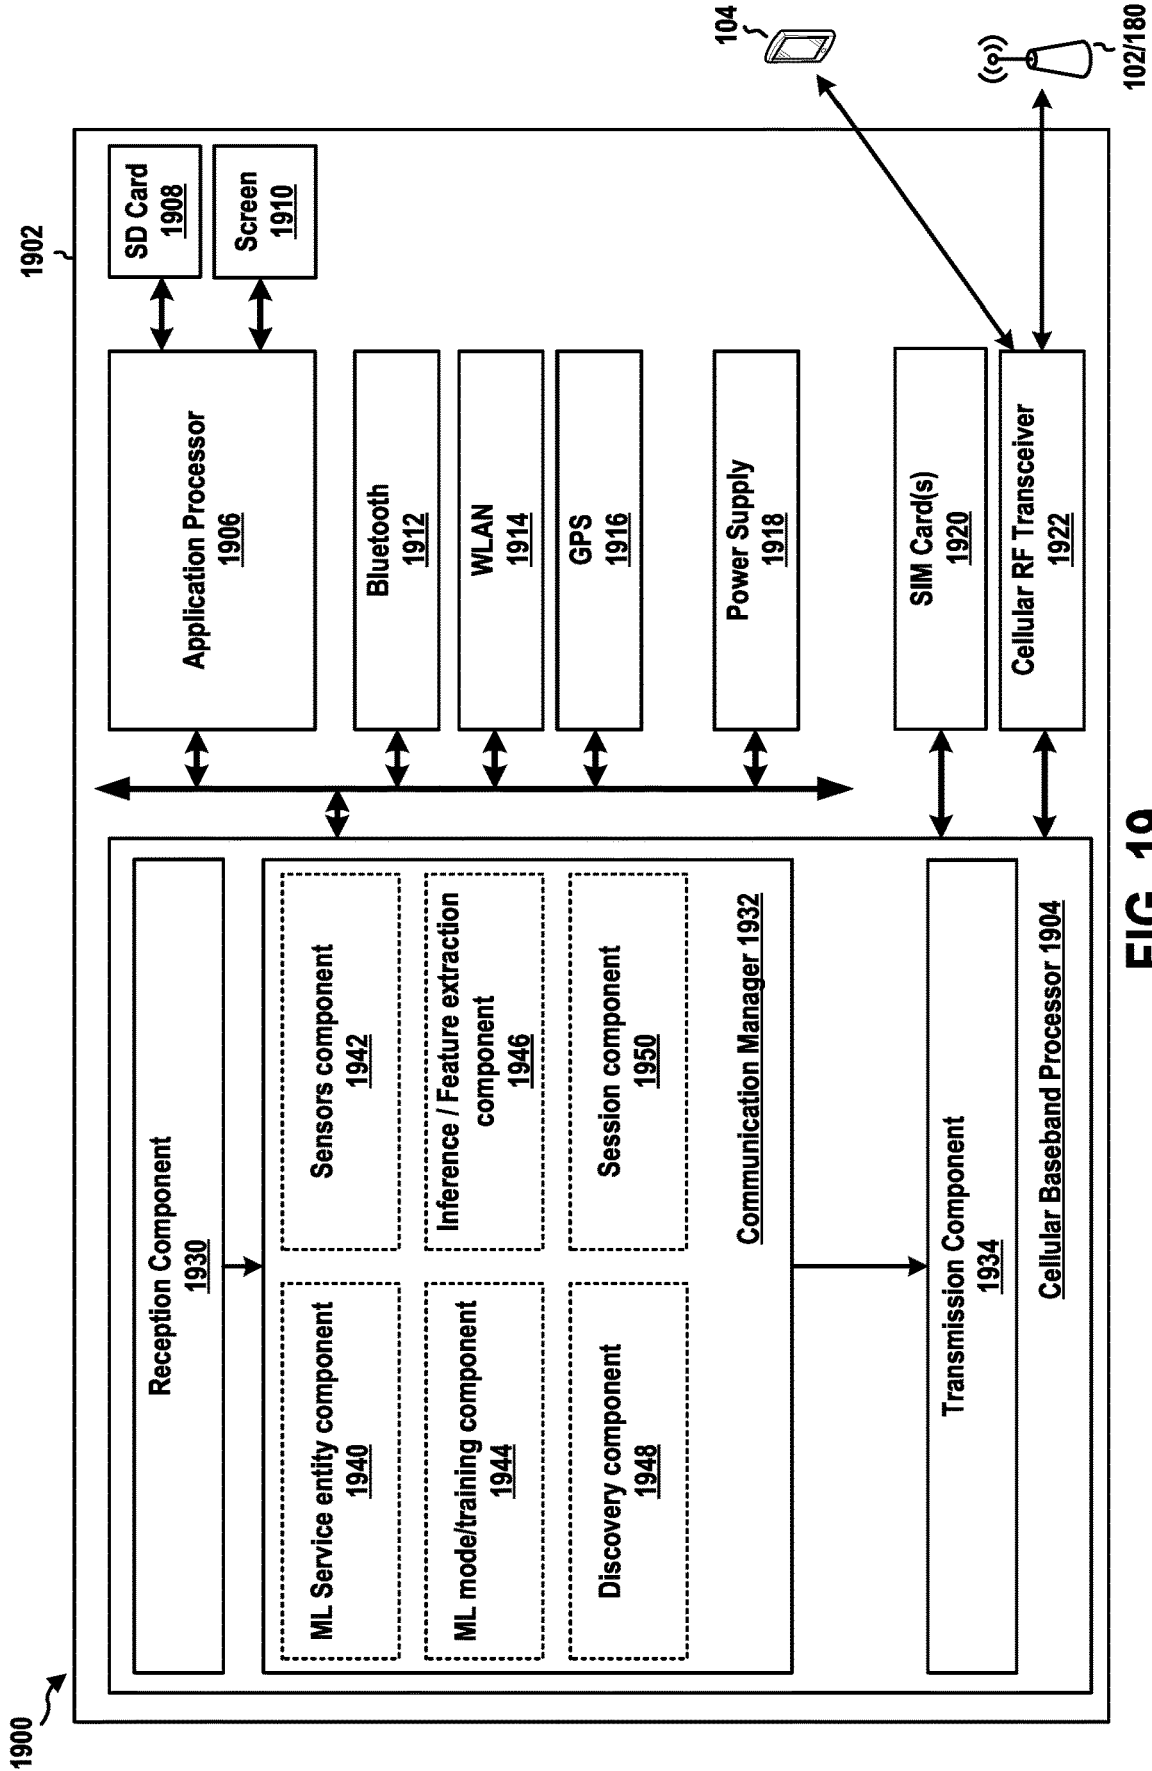 1900
1902
Reception Component
1930
ML Service entity component
1940
Sensors component
1942
ML mode/training component
1944
Inference / Feature extraction
component
1946
Discovery component
1948
Session component
1950
Communication Manager 1932
Transmission Component
1934
Cellular Baseband Processor 1904
Application Processor
1906
SD Card
1908
Screen
1910
Bluetooth
1912
WLAN
1914
GPS
1916
Power Supply
1918
SIM Card(s)
1920
Cellular RF Transceiver
1922
104
102/180
FIG. 19